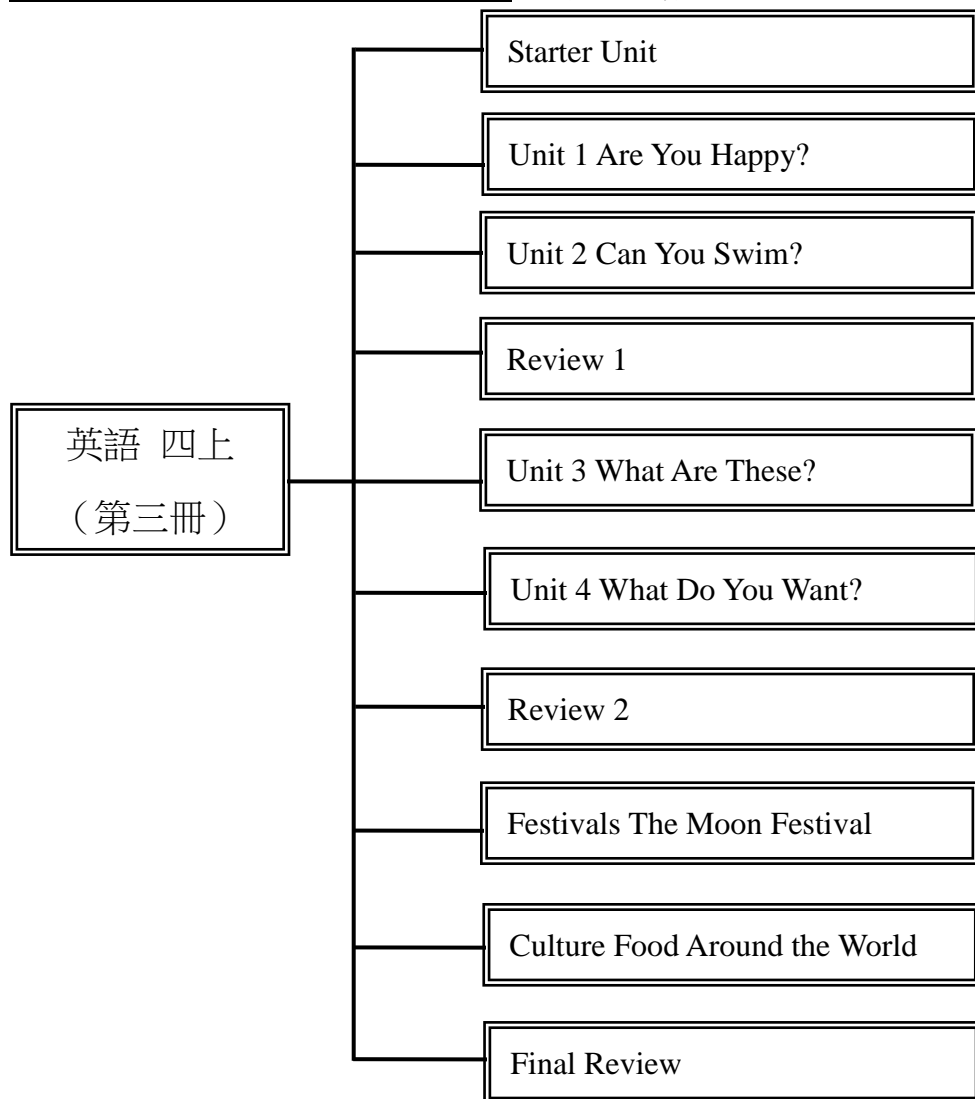 英語 四上
（第三冊）
Starter Unit
Unit 1 Are You Happy?
Unit 2 Can You Swim?
Review 1
Unit 3 What Are These?
Unit 4 What Do You Want?
Review 2
Festivals The Moon Festival
Culture Food Around the World
Final Review